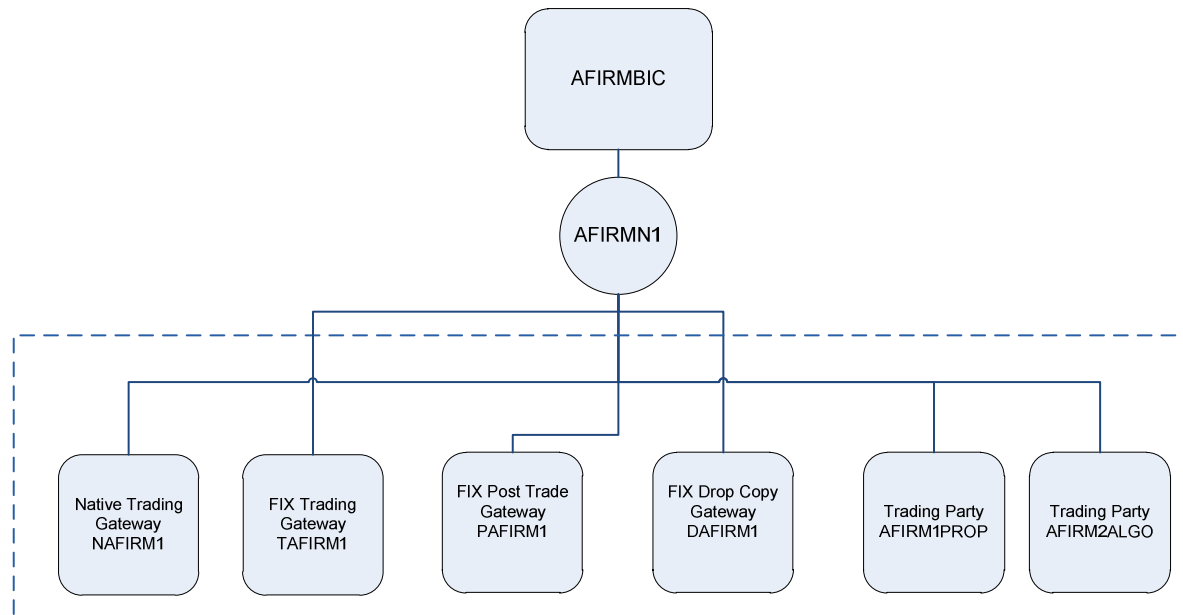 AFIRMBIC
AFIRMN1
Native Trading
Gateway
NAFIRM1
FIX Trading
Gateway
TAFIRM1
FIX Post Trade
Gateway
PAFIRM1
FIX Drop Copy
Gateway
DAFIRM1
Trading Party
AFIRM1PROP
Trading Party
AFIRM2ALGO